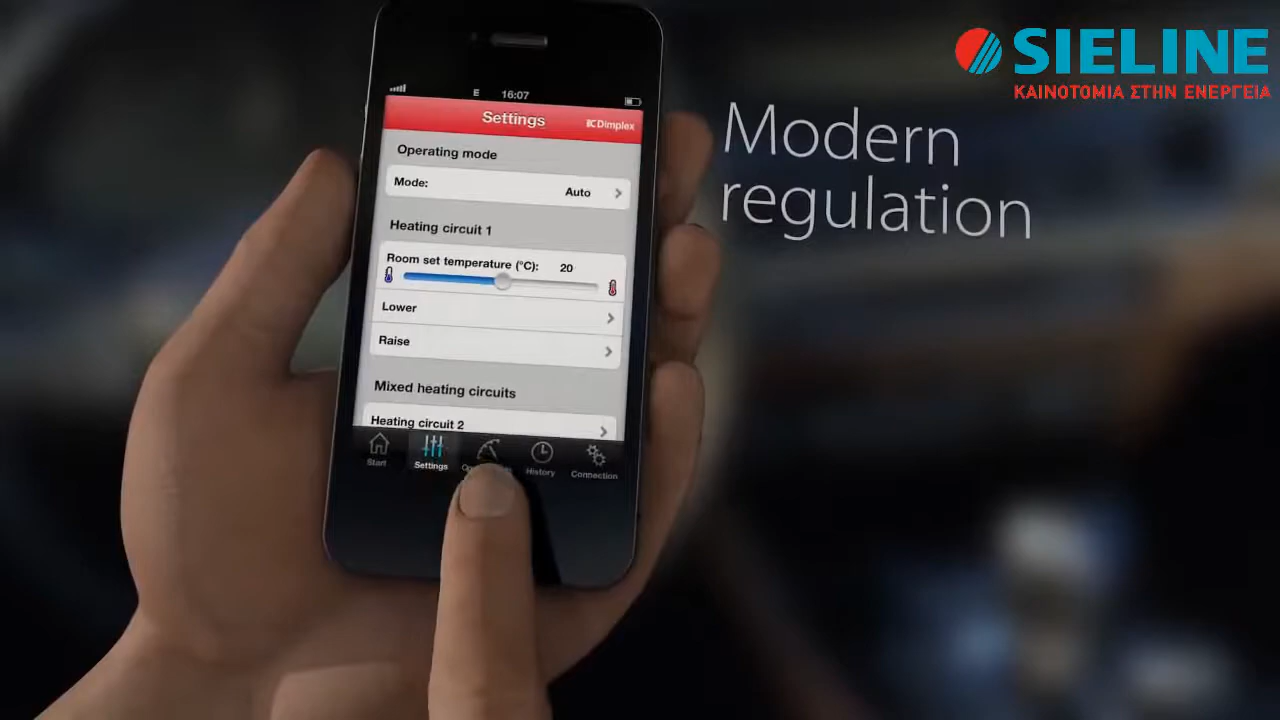 SIELINE
ΚΑΙΝΟΤΟΜΙΑ ΣΤΗΝ ΕΝΕΡΓΕΙΑ
Modern
regulation
E 16:07
Settings
Dimplex
Operating mode
Mode: Auto
Heating circuit 1
Room set temperature (°C): 20
Lower
Raise
Mixed heating circuits
Heating circuit 2
Start
Settings
History
Connection